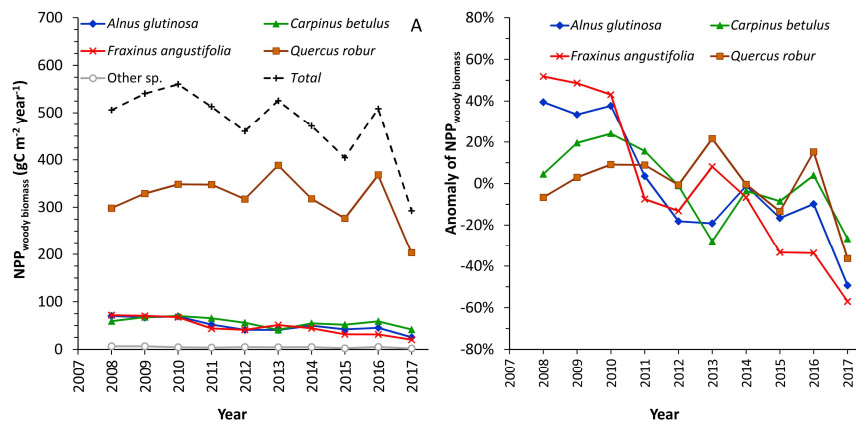 A
Alnus glutinosa Carpinus betulus
Fraxinus angustifolia Quercus robur
Other sp. Total
NPPwoody biomass (gC m⁻² year⁻¹)
700
600
500
400
300
200
100
0
2007 2008 2009 2010 2011 2012 2013 2014 2015 2016 2017
Year
Alnus glutinosa Carpinus betulus
Fraxinus angustifolia Quercus robur
Anomaly of NPPwoody biomass
80%
60%
40%
20%
0%
-20%
-40%
-60%
-80%
2007 2008 2009 2010 2011 2012 2013 2014 2015 2016 2017
Year